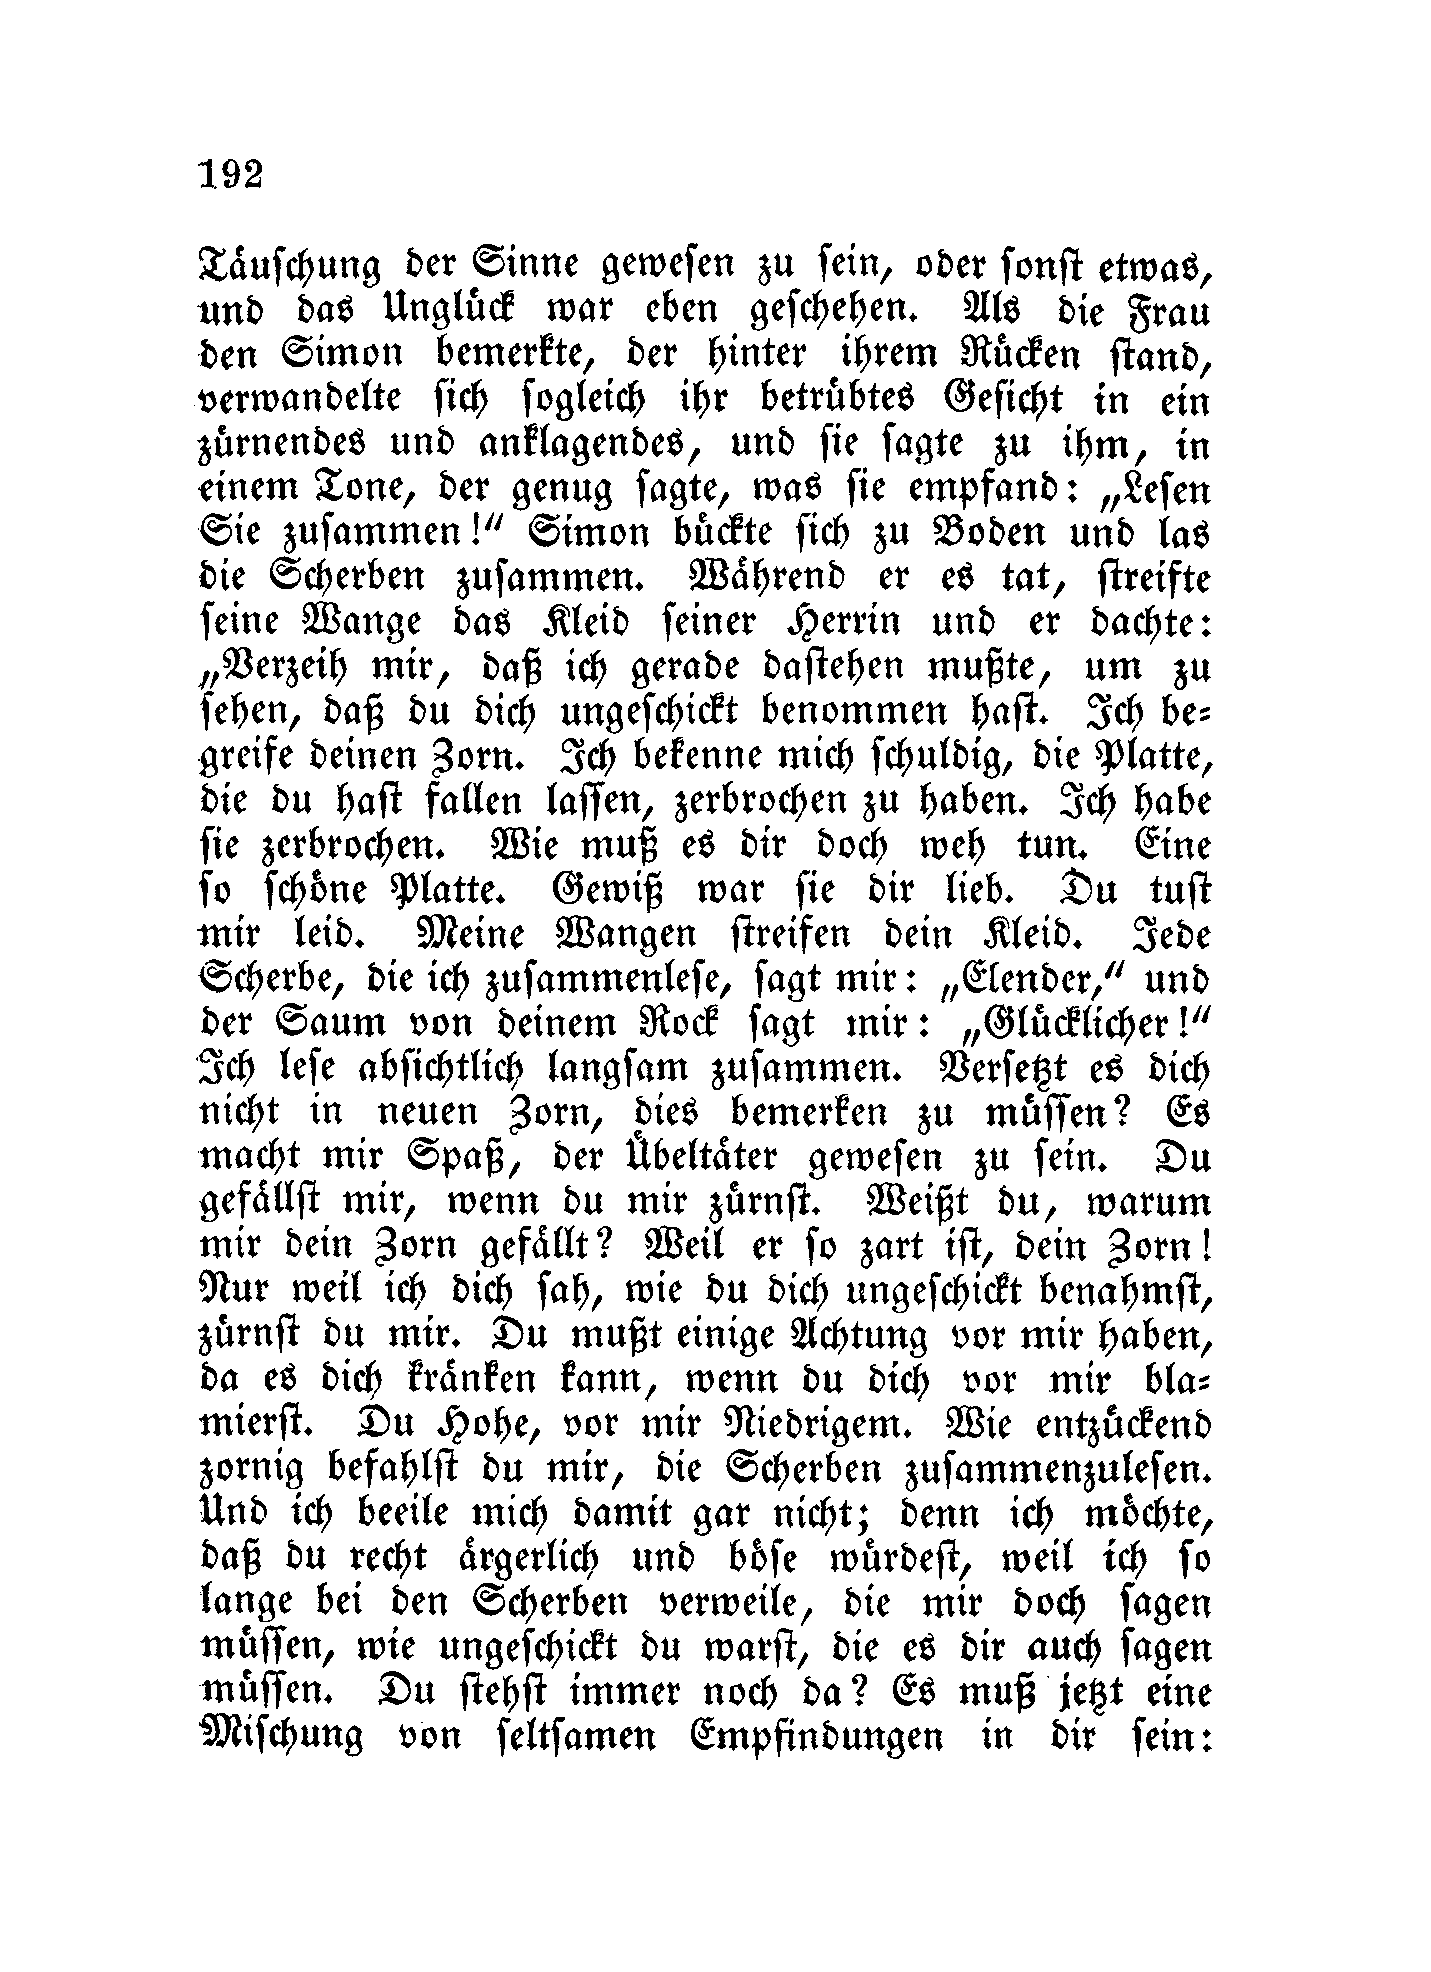 192
Täuschung der Sinne gewesen zu sein, oder sonst etwas,
und das Unglück war eben geschehen. Als die Frau
den Simon bemerkte, der hinter ihrem Rücken stand,
verwandelte sich sogleich ihr betrübtes Gesicht in ein
zürnendes und anklagendes, und sie sagte zu ihm, in
einem Tone, der genug sagte, was sie empfand: „Lesen
Sie zusammen!“ Simon bückte sich zu Boden und las
die Scherben zusammen. Während er es tat, streifte
seine Wange das Kleid seiner Herrin und er dachte:
„Verzeih mir, daß ich gerade dastehen mußte, um zu
sehen, daß du dich ungeschickt benommen hast. Ich be-
greife deinen Zorn. Ich bekenne mich schuldig, die Platte,
die du hast fallen lassen, zerbrochen zu haben. Ich habe
sie zerbrochen. Wie muß es dir doch weh tun. Eine
so schöne Platte. Gewiß war sie dir lieb. Du tust
mir leid. Meine Wangen streifen dein Kleid. Jede
Scherbe, die ich zusammenlese, sagt mir: „Elender,“ und
der Saum von deinem Rock sagt mir: „Glücklicher!“
Ich lese absichtlich langsam zusammen. Versetzt es dich
nicht in neuen Zorn, dies bemerken zu müssen? Es
macht mir Spaß, der Übeltäter gewesen zu sein. Du
gefällst mir, wenn du mir zürnst. Weißt du, warum
mir dein Zorn gefällt? Weil er so zart ist, dein Zorn!
Nur weil ich dich sah, wie du dich ungeschickt benahmst,
zürnst du mir. Du mußt einige Achtung vor mir haben,
da es dich kränken kann, wenn du dich vor mir bla-
mierst. Du Hohe, vor mir Niedrigem. Wie entzückend
zornig befahlst du mir, die Scherben zusammenzulesen.
Und ich beeile mich damit gar nicht; denn ich möchte,
daß du recht ärgerlich und böse würdest, weil ich so
lange bei den Scherben verweile, die mir doch sagen
müssen, wie ungeschickt du warst, die es dir auch sagen
müssen. Du stehst immer noch da? Es muß jetzt eine
Mischung von seltsamen Empfindungen in dir sein: